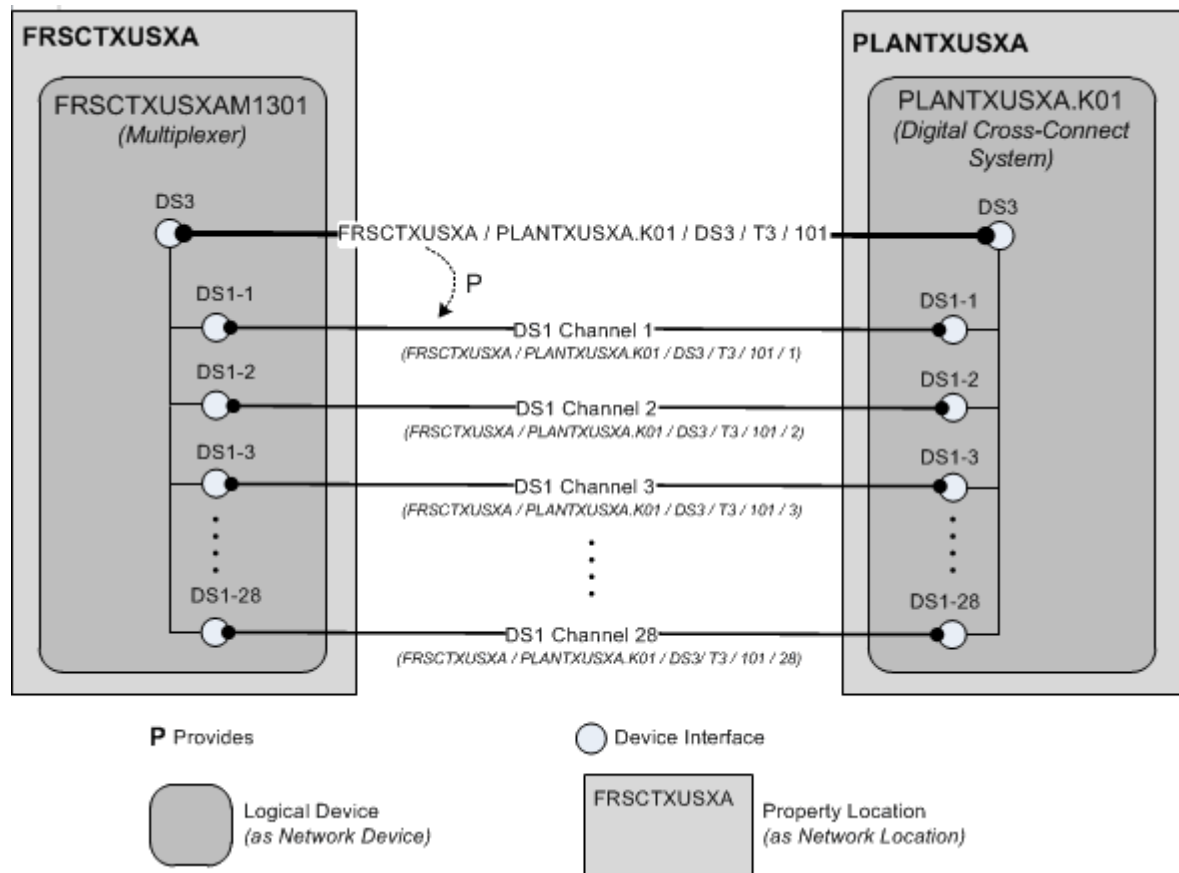 FRSCTXUSXA
PLANTXUSXA
FRSCTXUSXAM1301
(Multiplexer)
PLANTXUSXA.K01
(Digital Cross-Connect
System)
DS3
DS3
FRSCTXUSXA / PLANTXUSXA.K01 / DS3 / T3 / 101
P
DS1-1
DS1-1
DS1 Channel 1
(FRSCTXUSXA / PLANTXUSXA.K01 / DS3 / T3 / 101 / 1)
DS1-2
DS1-2
DS1 Channel 2
(FRSCTXUSXA / PLANTXUSXA.K01 / DS3 / T3 / 101 / 2)
DS1-3
DS1-3
DS1 Channel 3
(FRSCTXUSXA / PLANTXUSXA.K01 / DS3 / T3 / 101 / 3)
DS1-28
DS1-28
DS1 Channel 28
(FRSCTXUSXA / PLANTXUSXA.K01 / DS3/ T3 / 101 / 28)
P Provides
Device Interface
Logical Device
(as Network Device)
FRSCTXUSXA
Property Location
(as Network Location)